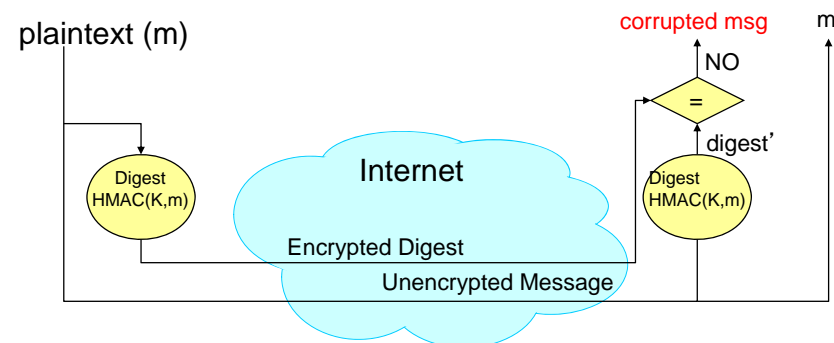 plaintext (m)
corrupted msg
m
NO
=
digest’
Digest
HMAC(K,m)
Internet
Digest
HMAC(K,m)
Encrypted Digest
Unencrypted Message